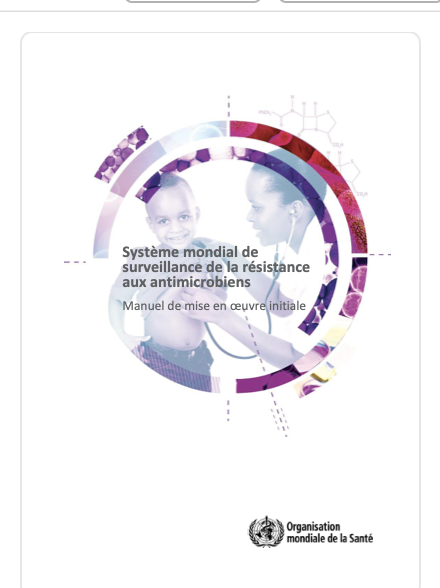 Système mondial de
surveillance de la résistance
aux antimicrobiens
Manuel de mise en œuvre initiale
Organisation
mondiale de la Santé